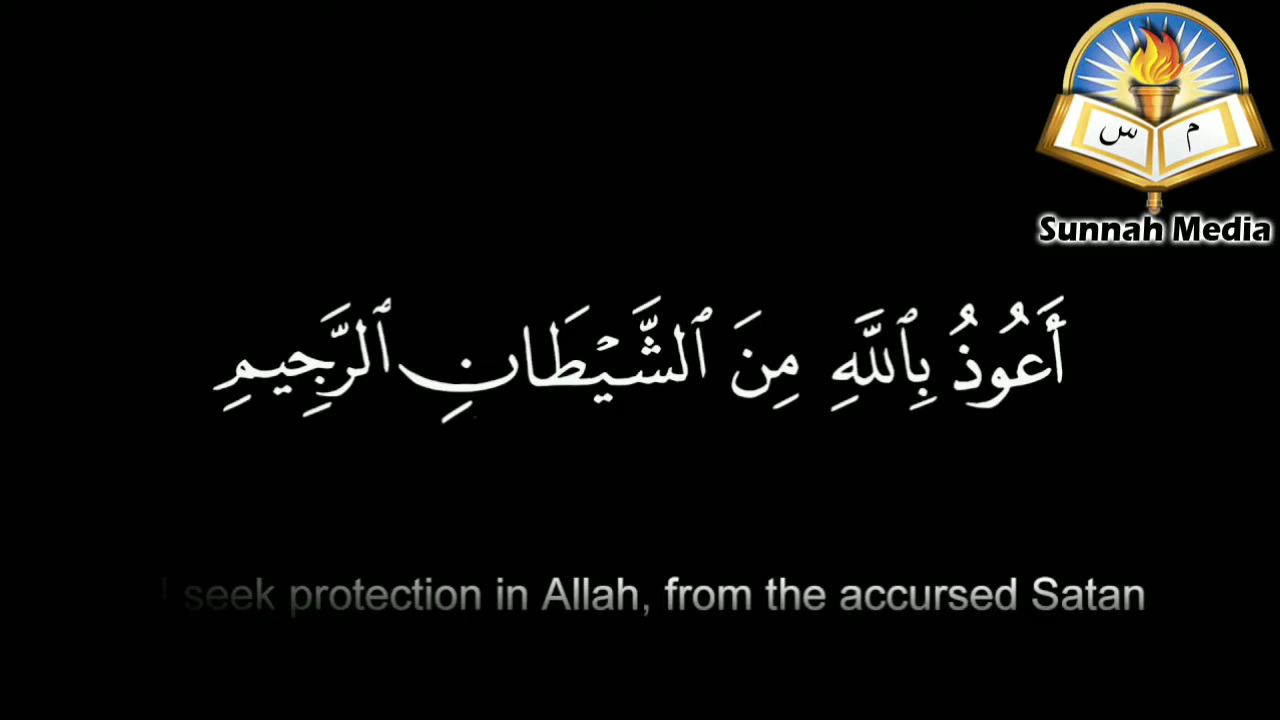 س م
Sunnah Media
أَعُوذُ بِٱللَّهِ مِنَ ٱلشَّيْطَانِ ٱلرَّجِيمِ
I seek protection in Allah, from the accursed Satan